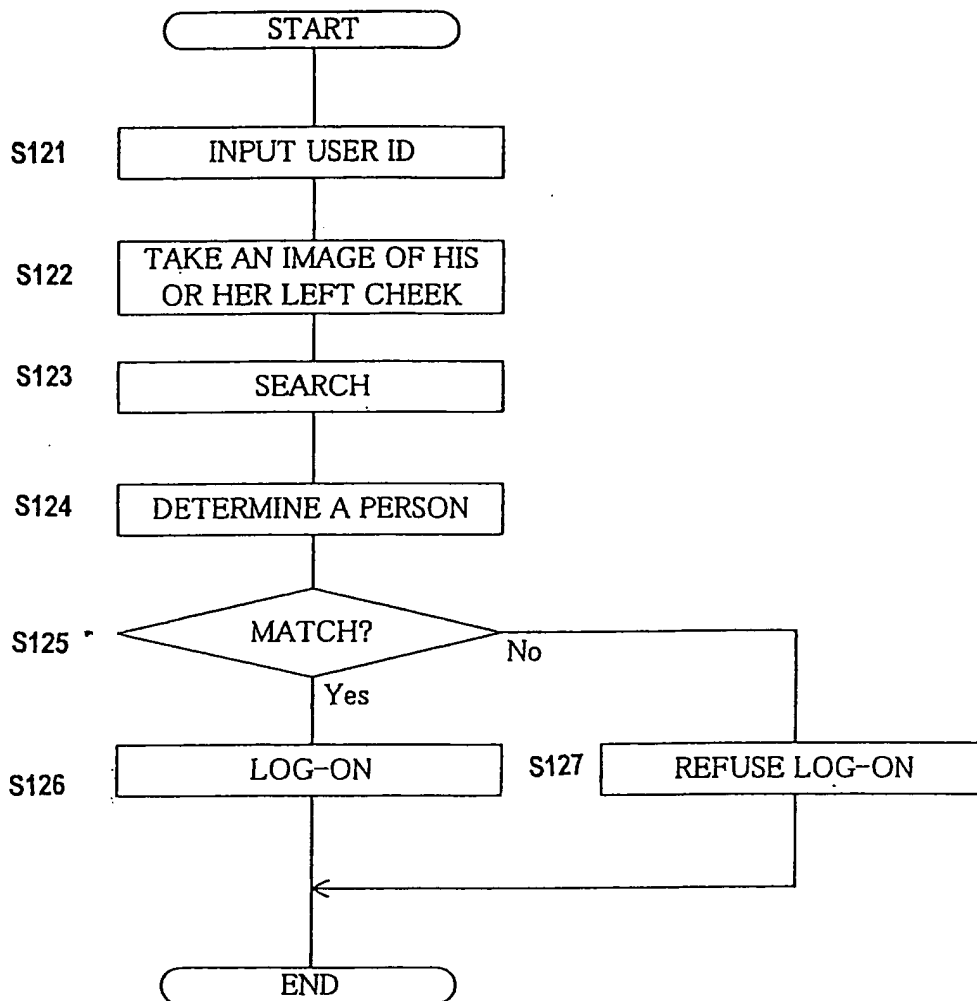 START
S121
INPUT USER ID
S122
TAKE AN IMAGE OF HIS
OR HER LEFT CHEEK
S123
SEARCH
S124
DETERMINE A PERSON
S125
MATCH?
No
Yes
S126
LOG-ON
S127
REFUSE LOG-ON
END